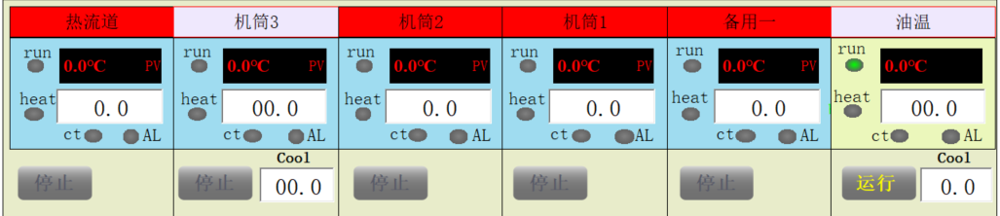 热流道 机筒3 机筒2 机筒1 备用一 油温
run 0.0℃ PV run 0.0℃ PV run 0.0℃ PV run 0.0℃ PV run 0.0℃ PV run 0.0℃
heat 0.0 heat 00.0 heat 0.0 heat 0.0 heat 0.0 heat 00.0
ct AL ct AL ct AL ct AL ct AL ct AL
Cool Cool
停止 停止 00.0 停止 停止 停止 运行 0.0